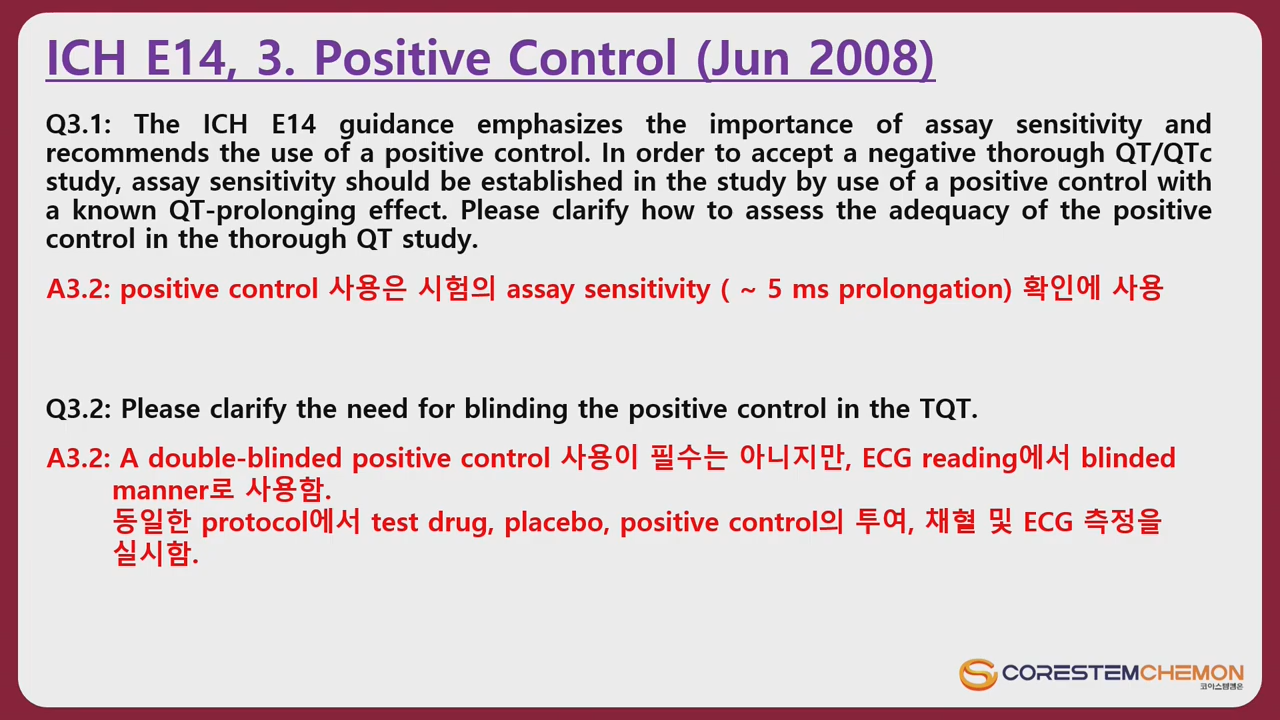 ICH E14, 3. Positive Control (Jun 2008)
Q3.1: The ICH E14 guidance emphasizes the importance of assay sensitivity and
recommends the use of a positive control. In order to accept a negative thorough QT/QTc
study, assay sensitivity should be established in the study by use of a positive control with
a known QT-prolonging effect. Please clarify how to assess the adequacy of the positive
control in the thorough QT study.
A3.2: positive control 사용은 시험의 assay sensitivity ( ~ 5 ms prolongation) 확인에 사용
Q3.2: Please clarify the need for blinding the positive control in the TQT.
A3.2: A double-blinded positive control 사용이 필수는 아니지만, ECG reading에서 blinded
manner로 사용함.
동일한 protocol에서 test drug, placebo, positive control의 투여, 채혈 및 ECG 측정을
실시함.
CORESTEMCHEMON
코아스템켐온